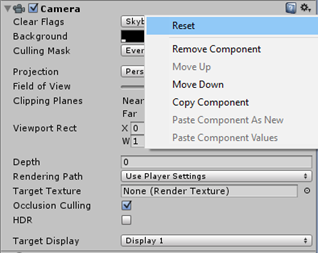 Camera
Clear Flags Skyb
Reset
Background
Culling Mask Ever
Remove Component
Move Up
Projection Pers
Move Down
Field of View
Clipping Planes Near
Copy Component
Far
Paste Component As New
Viewport Rect X 0
Paste Component Values
W 1
Depth 0
Rendering Path Use Player Settings
Target Texture None (Render Texture)
Occlusion Culling
HDR
Target Display Display 1